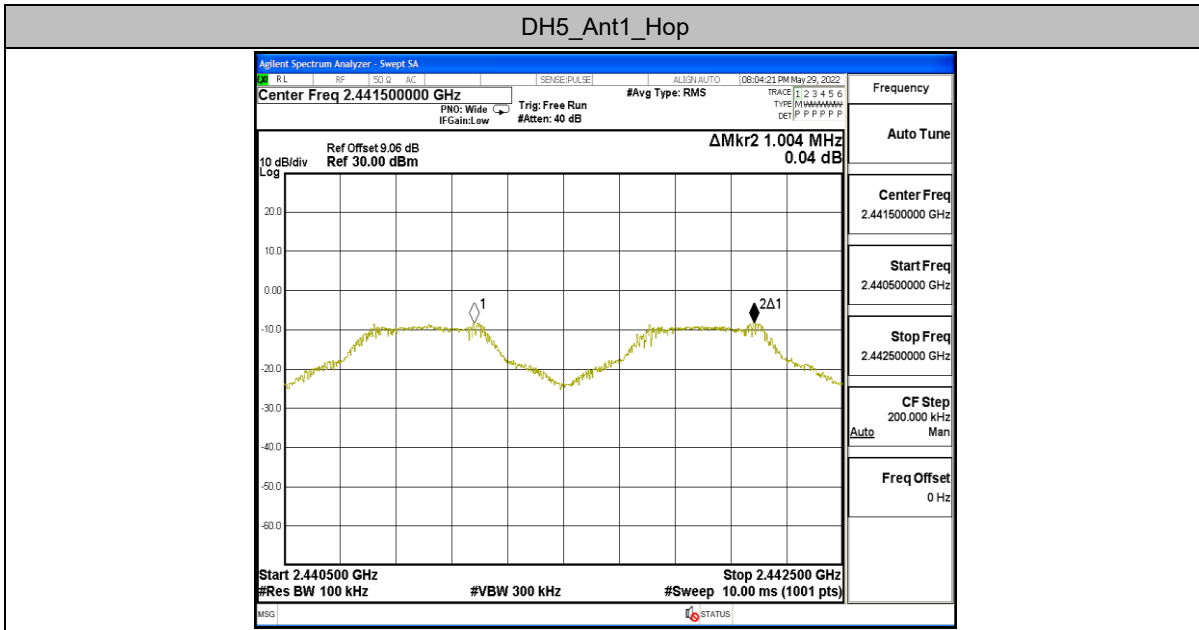 DH5_Ant1_Hop
Agilent Spectrum Analyzer - Swept SA
RL RF 50 Ω AC SENSE:PULSE ALIGN AUTO 08:04:21 PM May 29, 2022
Center Freq 2.441500000 GHz
#Avg Type: RMS
TRACE 1 2 3 4 5 6
PNO: Wide Trig: Free Run
TYPE M
IFGain:Low #Atten: 40 dB
DET P P P P P P
Frequency
Auto Tune
Center Freq
2.441500000 GHz
Start Freq
2.440500000 GHz
Stop Freq
2.442500000 GHz
CF Step
200.000 kHz
Auto Man
Freq Offset
0 Hz
ΔMkr2 1.004 MHz
0.04 dB
Ref Offset 9.06 dB
10 dB/div Ref 30.00 dBm
Log
20.0
10.0
0.00
-10.0
-20.0
-30.0
-40.0
-50.0
-60.0
1
2Δ1
Start 2.440500 GHz Stop 2.442500 GHz
#Res BW 100 kHz #VBW 300 kHz #Sweep 10.00 ms (1001 pts)
MSG STATUS